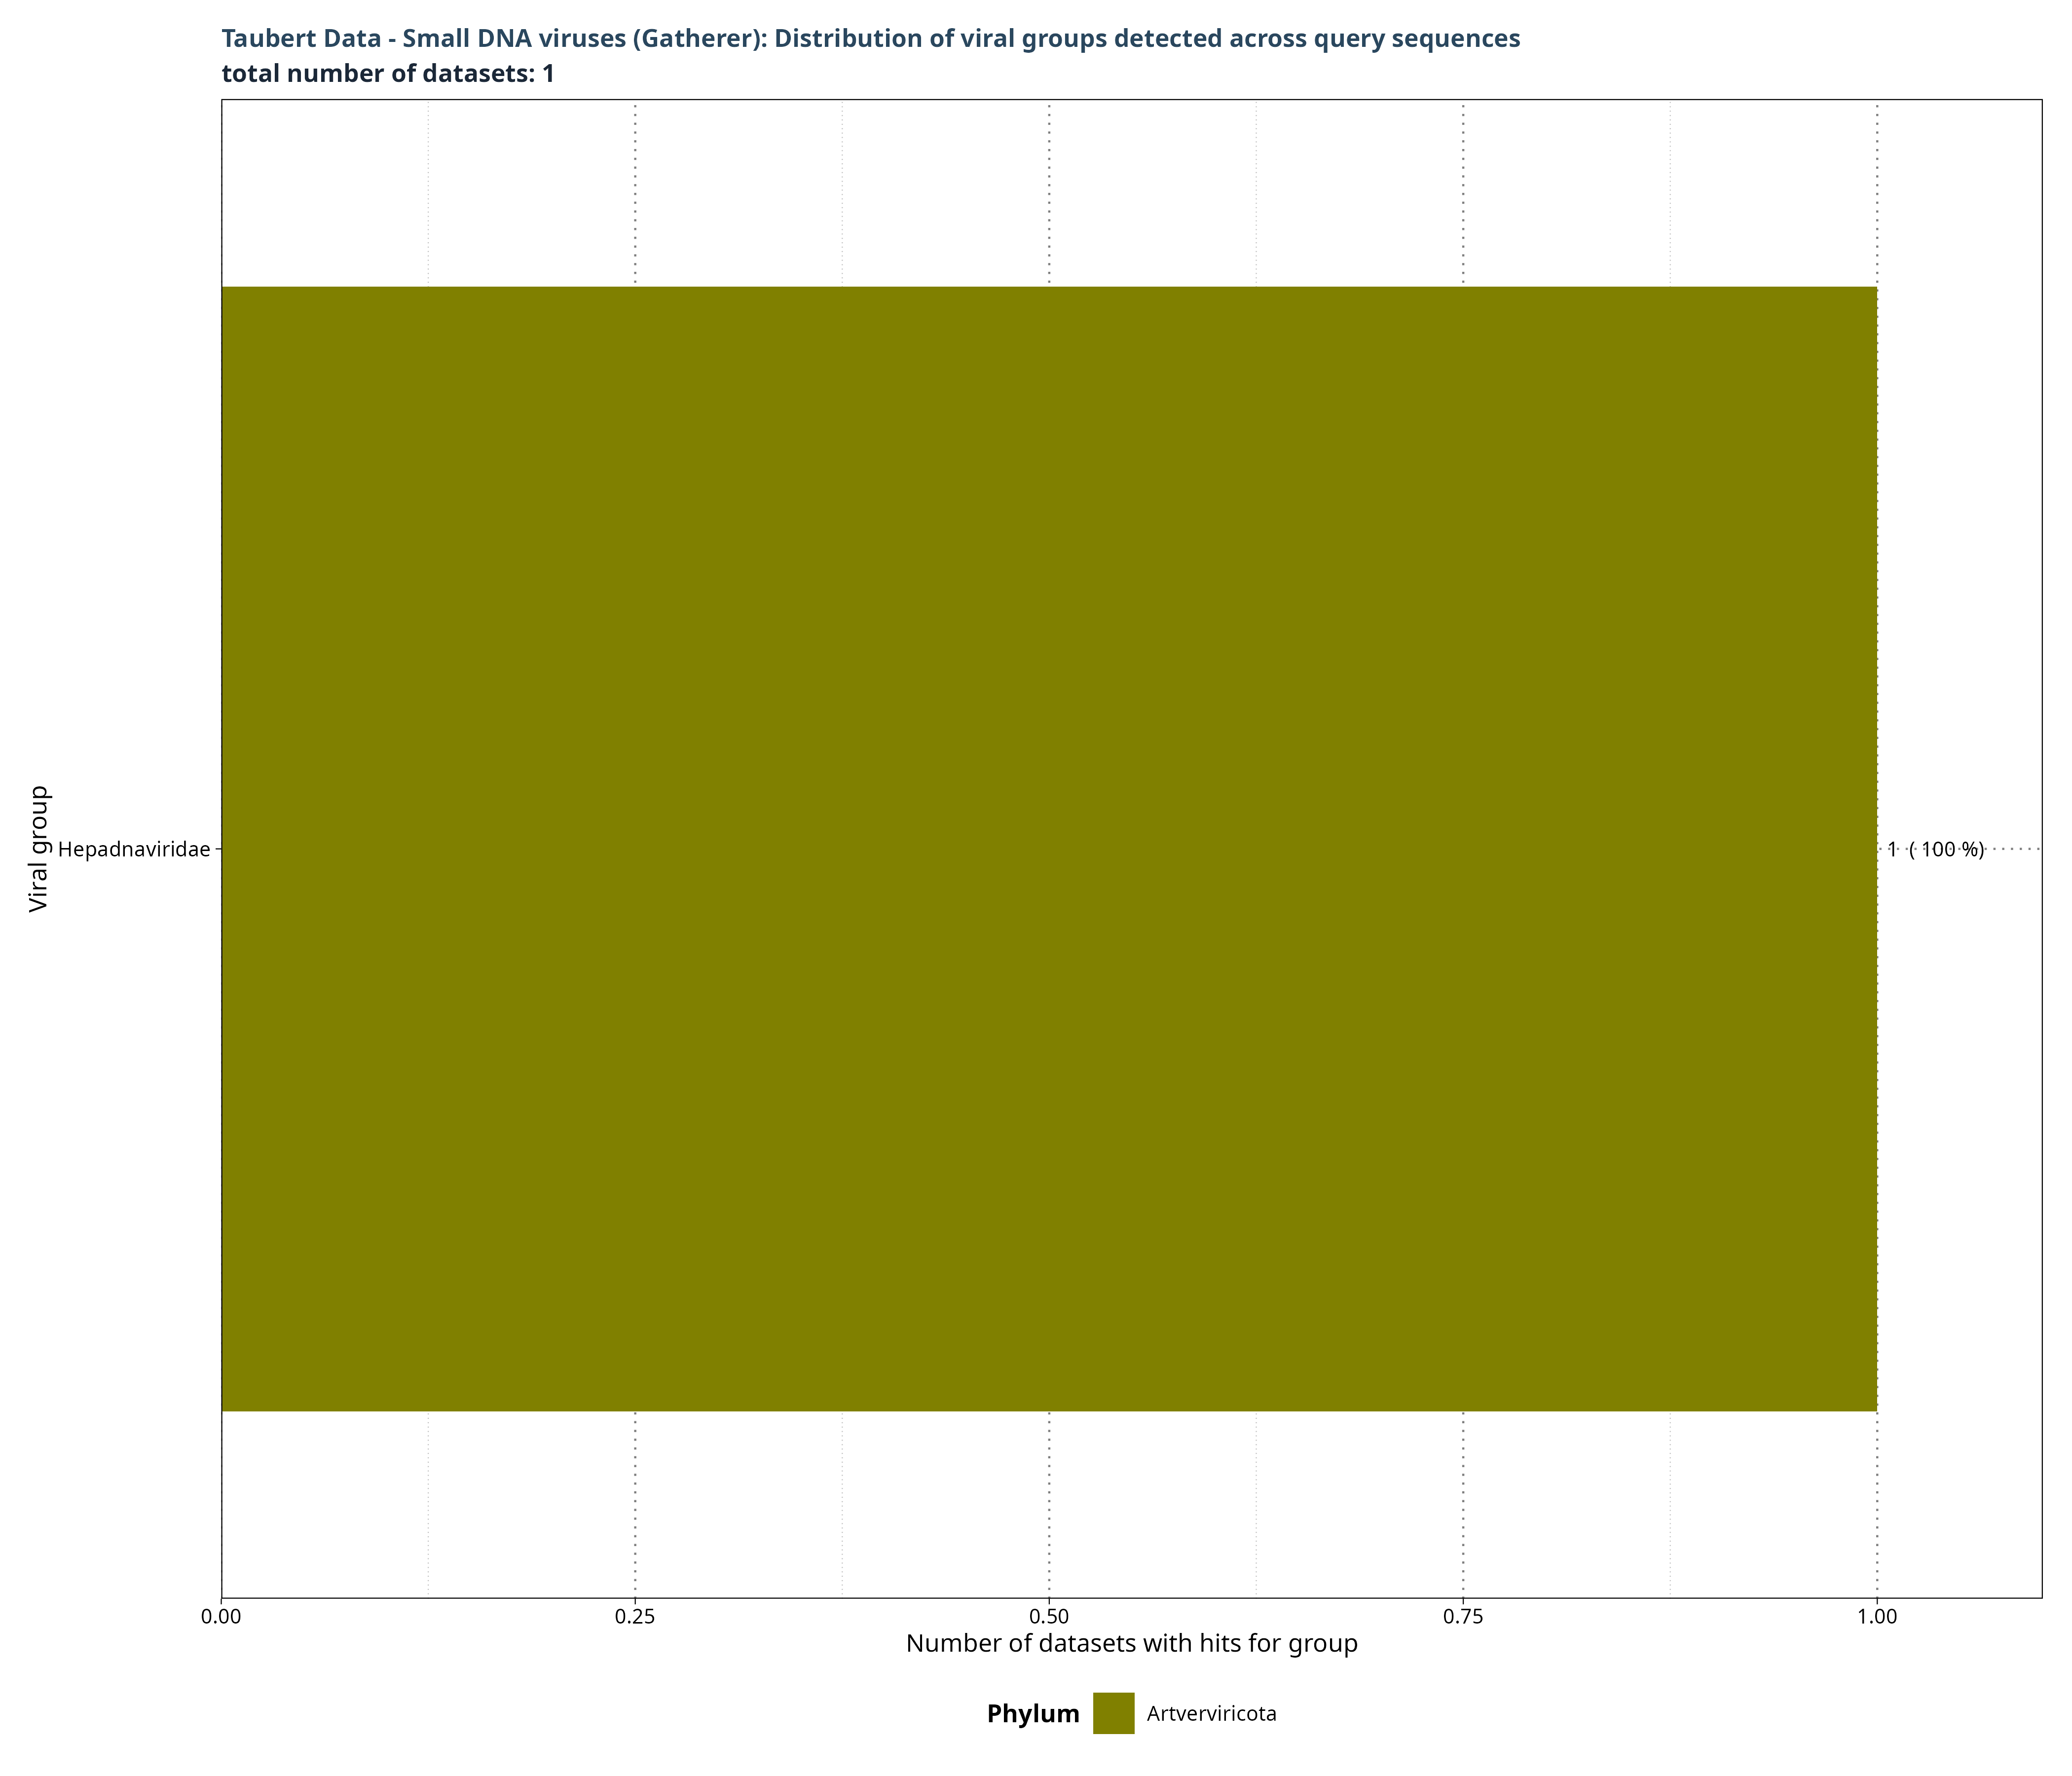 Taubert Data - Small DNA viruses (Gatherer): Distribution of viral groups detected across query sequences
total number of datasets: 1
Viral group
Hepadnaviridae
1 ( 100 %)
0.00 0.25 0.50 0.75 1.00
Number of datasets with hits for group
Phylum Artverviricota